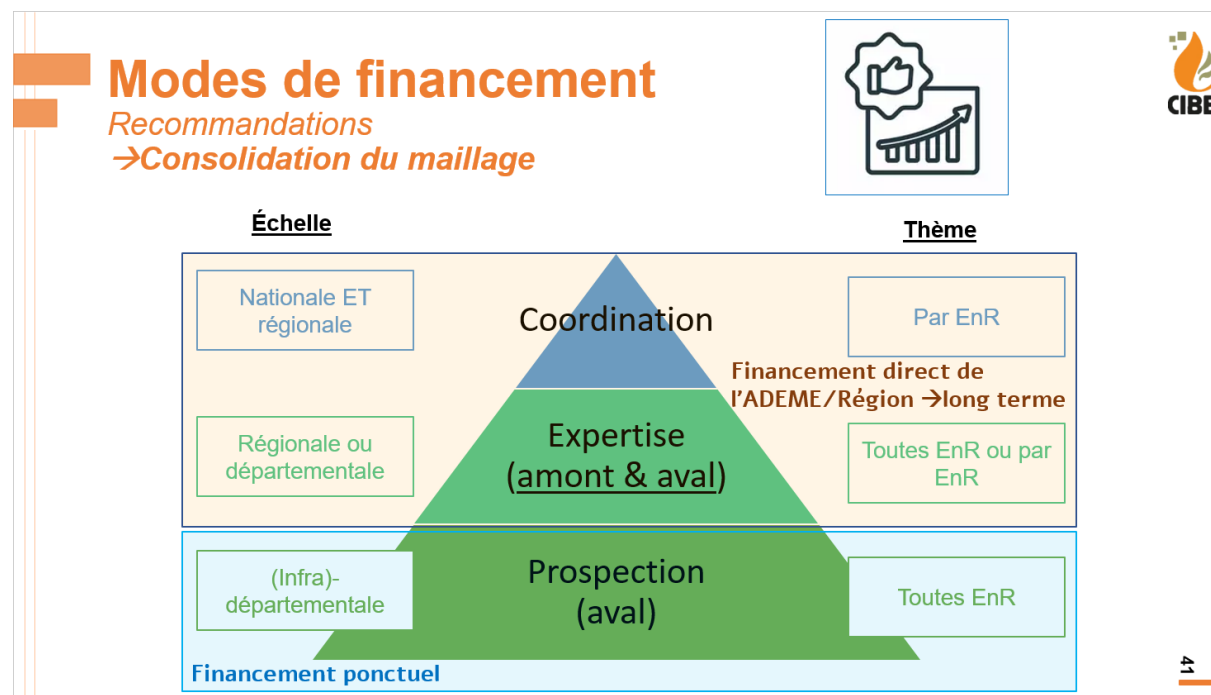 Modes de financement
Recommandations
→Consolidation du maillage
CIBE
Échelle
Thème
Nationale ET
régionale
Coordination
Par EnR
Financement direct de
l'ADEME/Région →long terme
Régionale ou
départementale
Expertise
(amont & aval)
Toutes EnR ou par
EnR
(Infra)-
départementale
Prospection
(aval)
Toutes EnR
Financement ponctuel
41